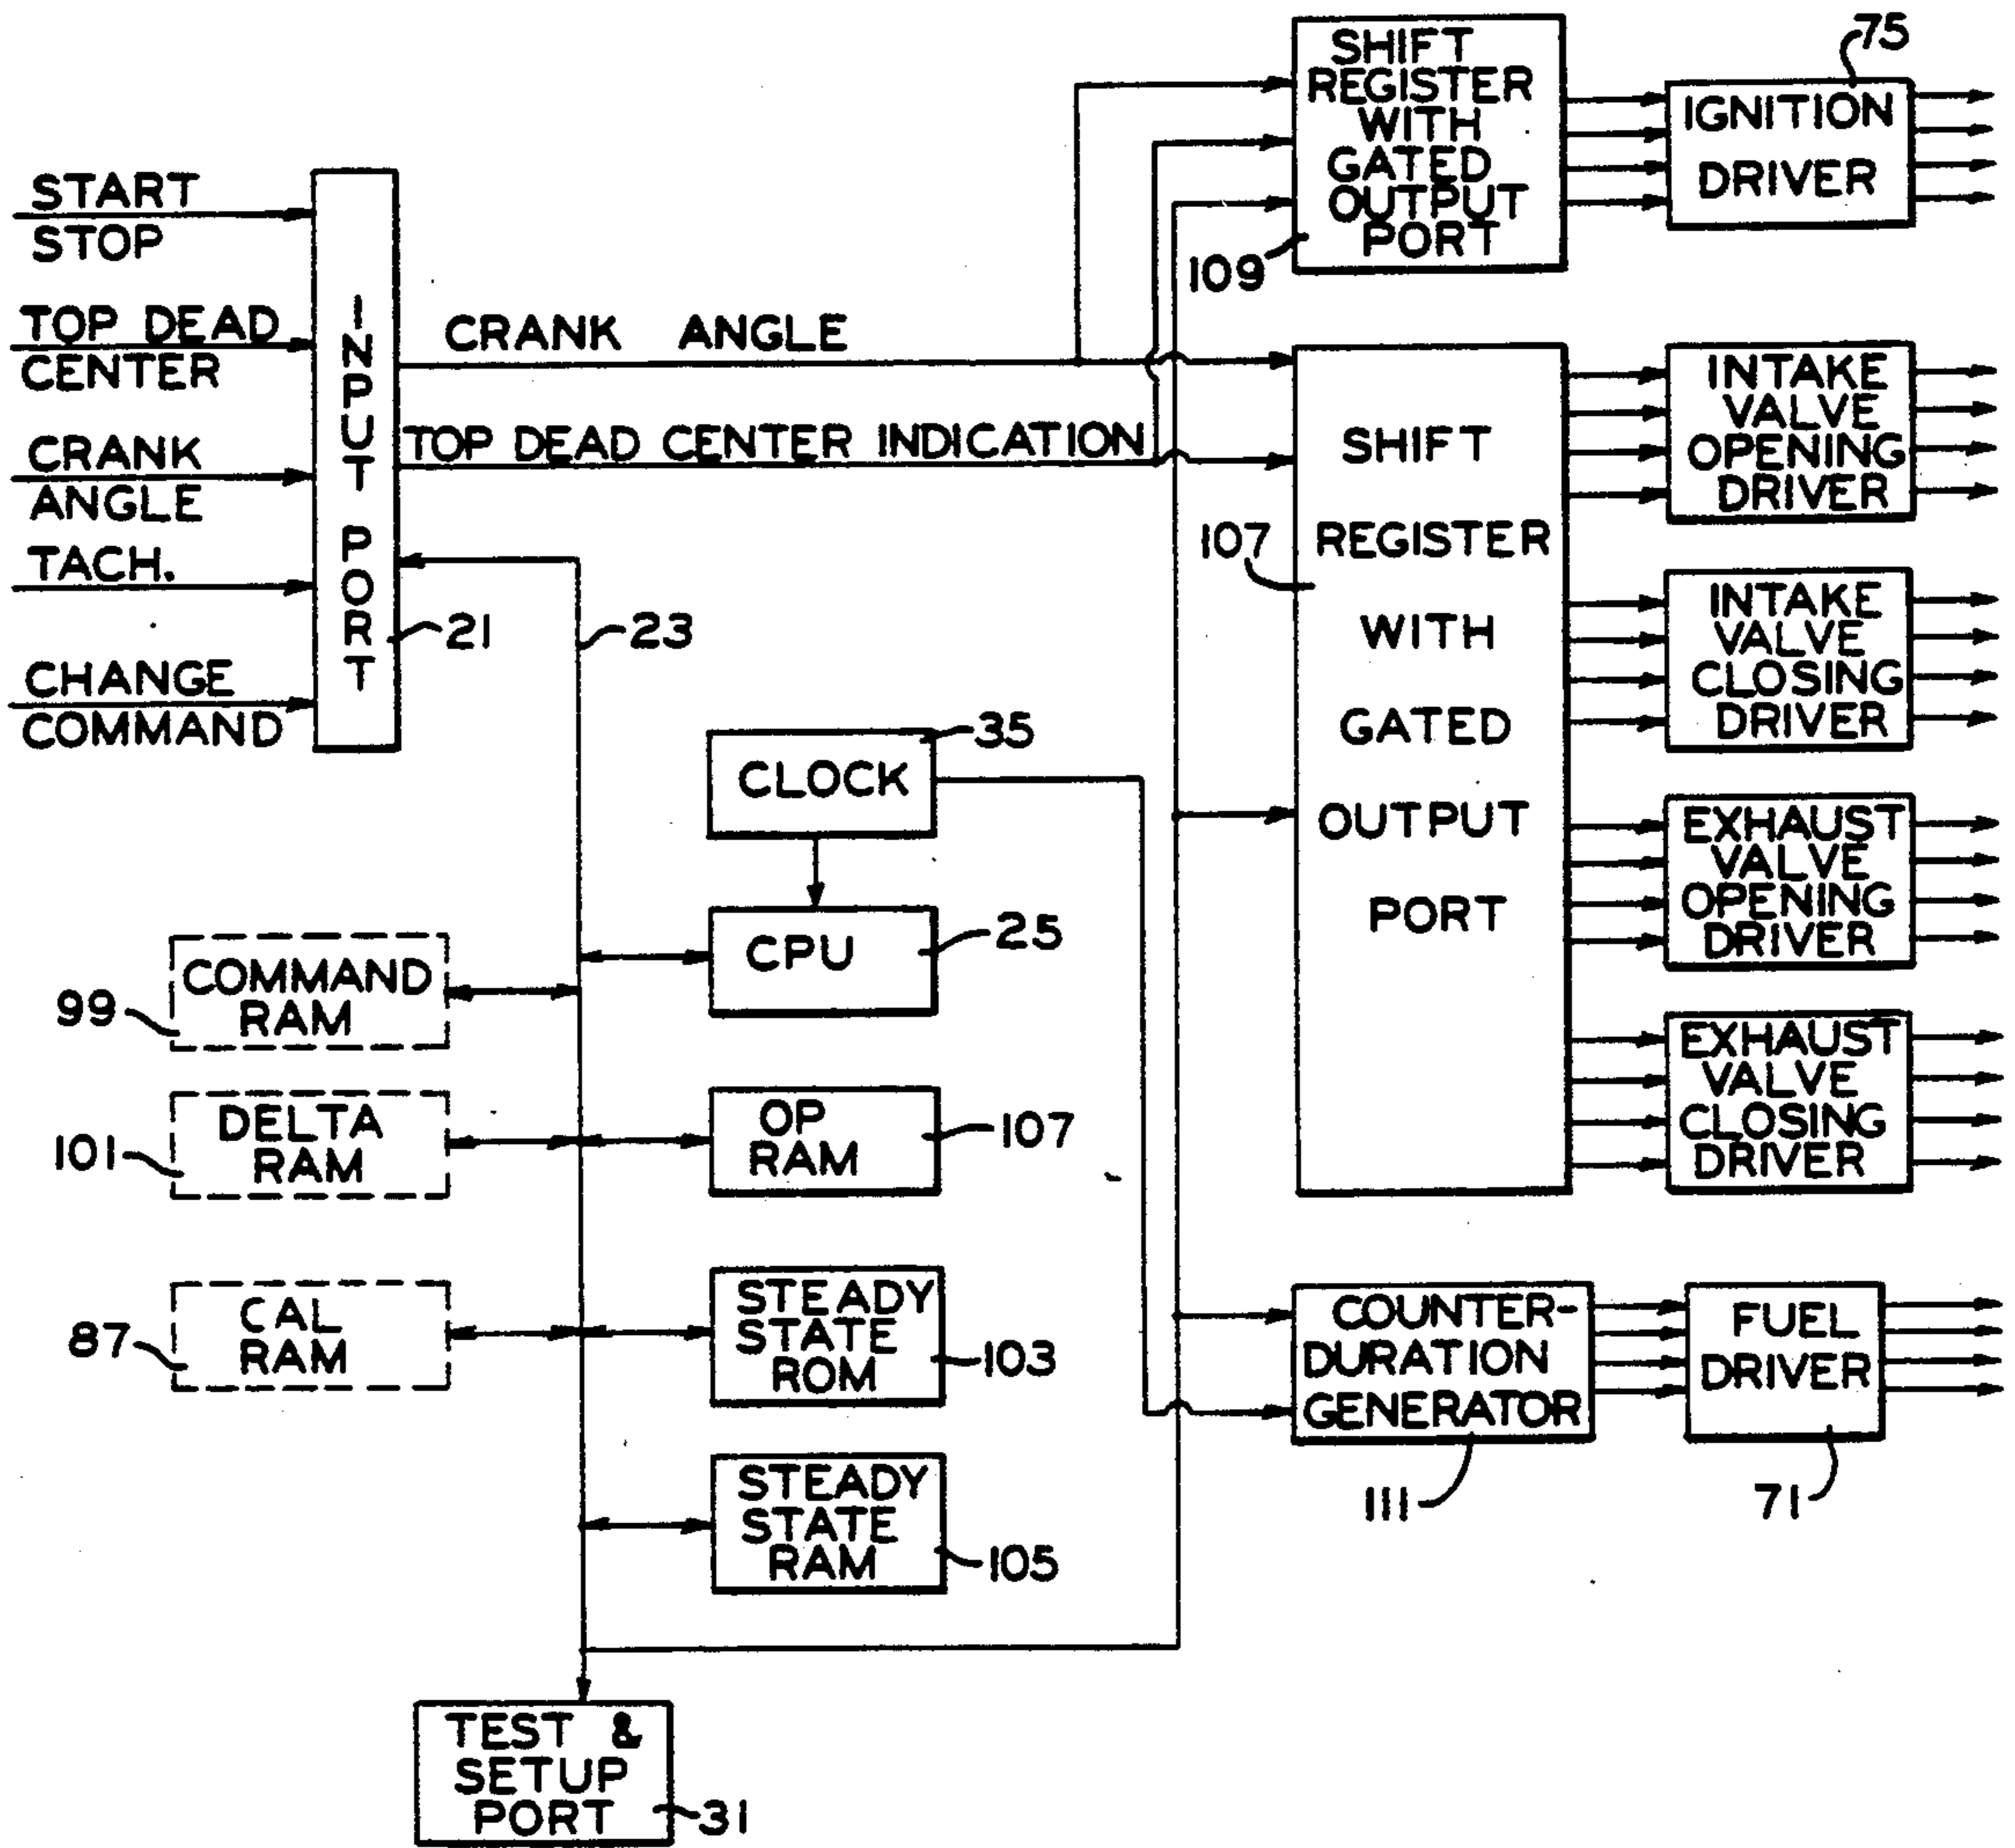 START
STOP
TOP DEAD
CENTER
CRANK
ANGLE
TACH.
CHANGE
COMMAND
INPUT PORT
21
CRANK ANGLE
TOP DEAD CENTER INDICATION
23
SHIFT
REGISTER
WITH
GATED
OUTPUT
PORT
109
IGNITION
DRIVER
75
SHIFT
REGISTER
WITH
GATED
OUTPUT
PORT
107
INTAKE
VALVE
OPENING
DRIVER
INTAKE
VALVE
CLOSING
DRIVER
EXHAUST
VALVE
OPENING
DRIVER
EXHAUST
VALVE
CLOSING
DRIVER
CLOCK
35
CPU
25
COMMAND
RAM
99
DELTA
RAM
101
OP
RAM
107
CAL
RAM
87
STEADY
STATE
ROM
103
STEADY
STATE
RAM
105
COUNTER-
DURATION
GENERATOR
111
FUEL
DRIVER
71
TEST &
SETUP
PORT
31